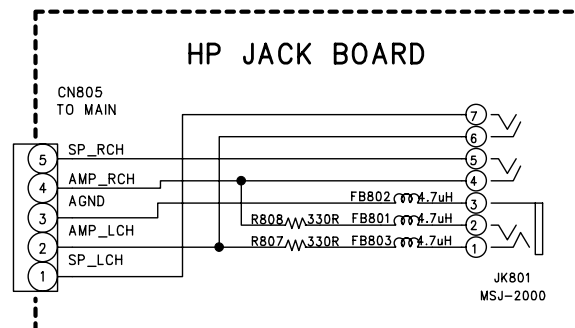 HP JACK BOARD
CN805
TO MAIN
7
6
5 SP_RCH 5
4 AMP_RCH 4
3 AGND FB802 4.7uH 3
R808 330R FB801 4.7uH 2
2 AMP_LCH R807 330R FB803 4.7uH 1
1 SP_LCH
JK801
MSJ-2000